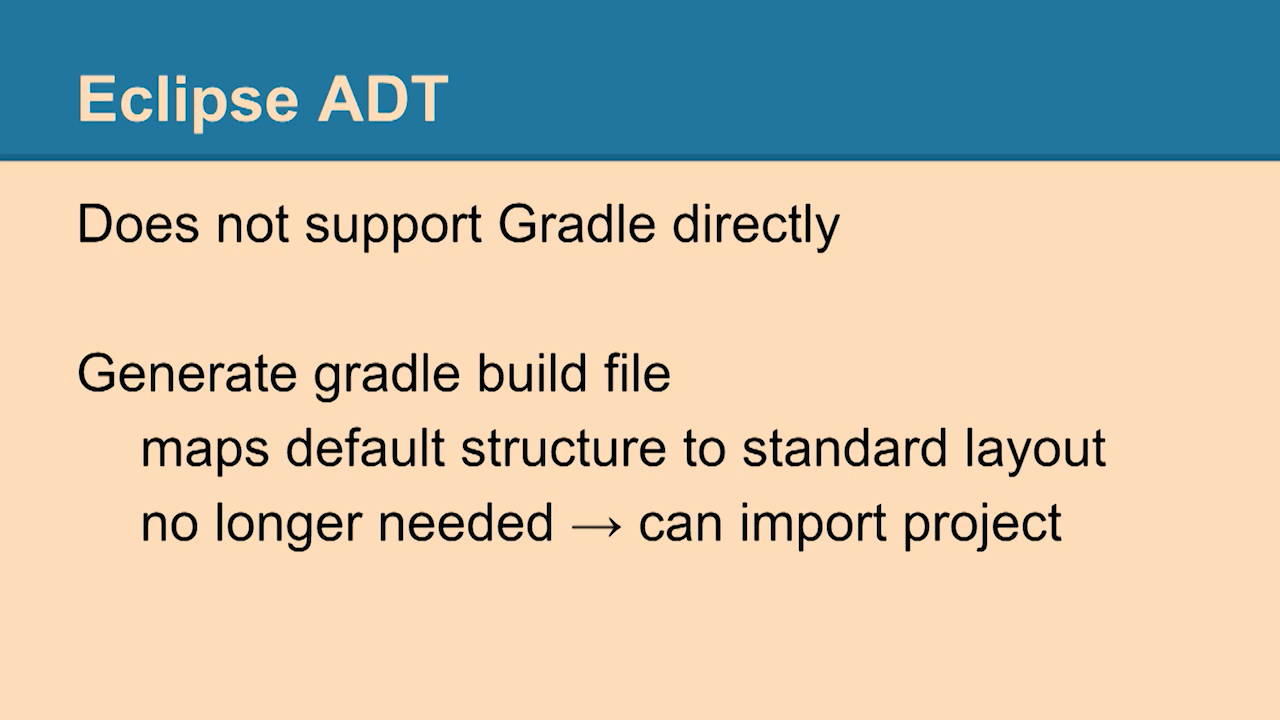 Eclipse ADT
Does not support Gradle directly
Generate gradle build file
maps default structure to standard layout
no longer needed → can import project